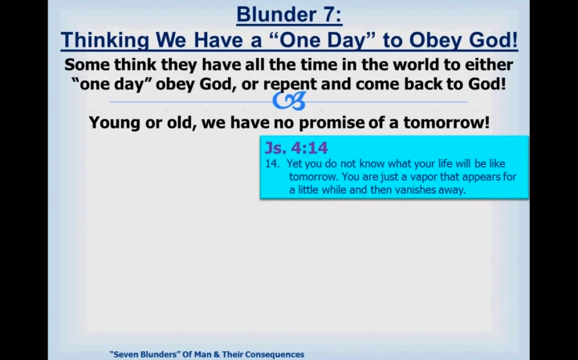 Blunder 7:
Thinking We Have a “One Day” to Obey God!
Some think they have all the time in the world to either
“one day” obey God, or repent and come back to God!
Young or old, we have no promise of a tomorrow!
Js. 4:14
14. Yet you do not know what your life will be like
tomorrow. You are just a vapor that appears for
a little while and then vanishes away.
“Seven Blunders” Of Man & Their Consequences